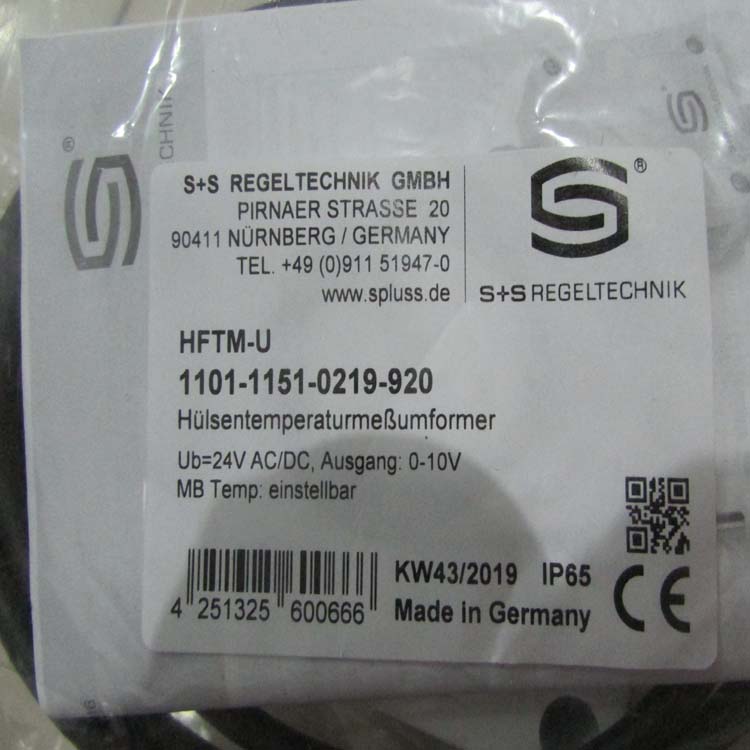 S+S REGELTECHNIK GMBH
PIRNAER STRASSE 20
90411 NÜRNBERG / GERMANY
TEL. +49 (0)911 51947-0
www.spluss.de
®
S+S REGELTECHNIK
HFTM-U
1101-1151-0219-920
Hülsentemperaturmeßumformer
Ub=24V AC/DC, Ausgang: 0-10V
MB Temp: einstellbar
4 251325 600666
KW43/2019 IP65
Made in Germany
CE